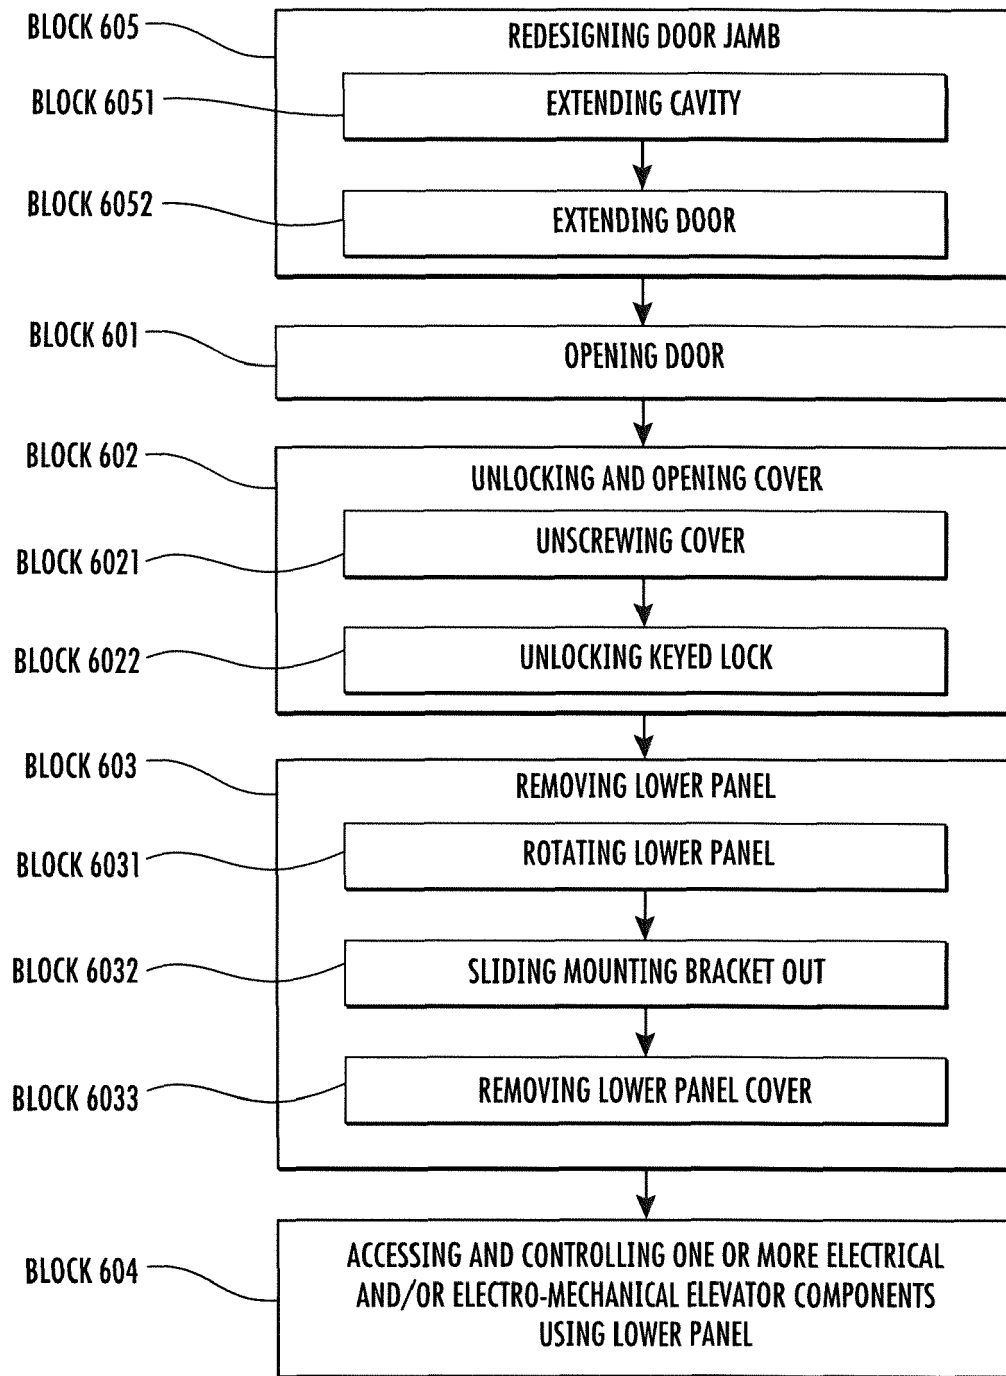 BLOCK 605
REDESIGNING DOOR JAMB
BLOCK 6051
EXTENDING CAVITY
BLOCK 6052
EXTENDING DOOR
BLOCK 601
OPENING DOOR
BLOCK 602
UNLOCKING AND OPENING COVER
UNSCREWING COVER
BLOCK 6021
BLOCK 6022
UNLOCKING KEYED LOCK
BLOCK 603
REMOVING LOWER PANEL
BLOCK 6031
ROTATING LOWER PANEL
BLOCK 6032
SLIDING MOUNTING BRACKET OUT
BLOCK 6033
REMOVING LOWER PANEL COVER
BLOCK 604
ACCESSING AND CONTROLLING ONE OR MORE ELECTRICAL
AND/OR ELECTRO-MECHANICAL ELEVATOR COMPONENTS
USING LOWER PANEL